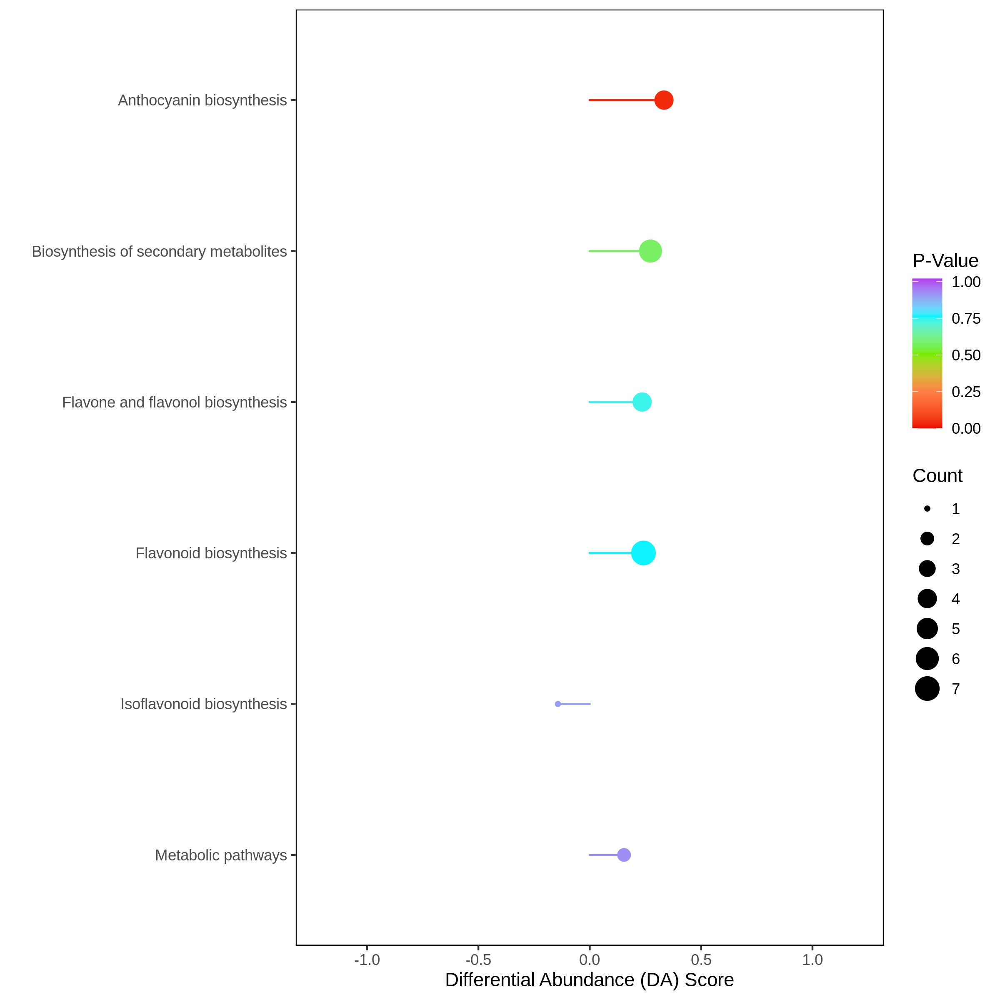 Anthocyanin biosynthesis
Biosynthesis of secondary metabolites
Flavone and flavonol biosynthesis
Flavonoid biosynthesis
Isoflavonoid biosynthesis
Metabolic pathways
-1.0 -0.5 0.0 0.5 1.0
Differential Abundance (DA) Score
P-Value
1.00
0.75
0.50
0.25
0.00
Count
1
2
3
4
5
6
7